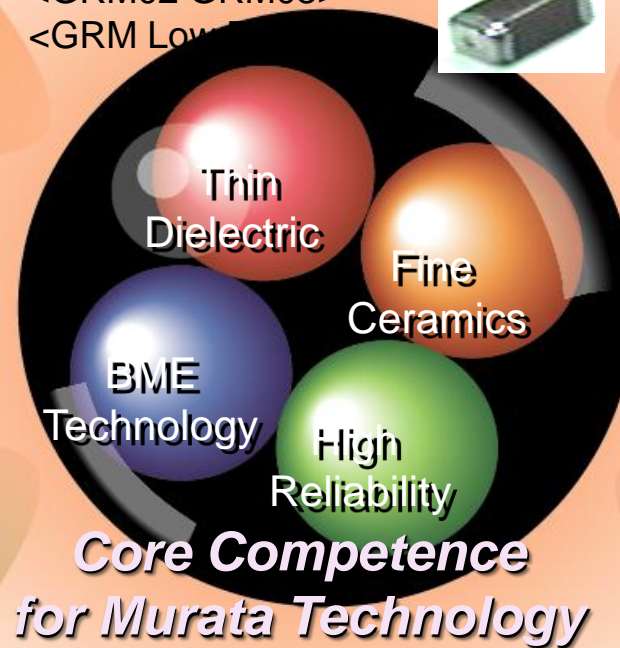 <GRM Low
Thin
Dielectric
Fine
Ceramics
BME
Technology
High
Reliability
Core Competence
for Murata Technology